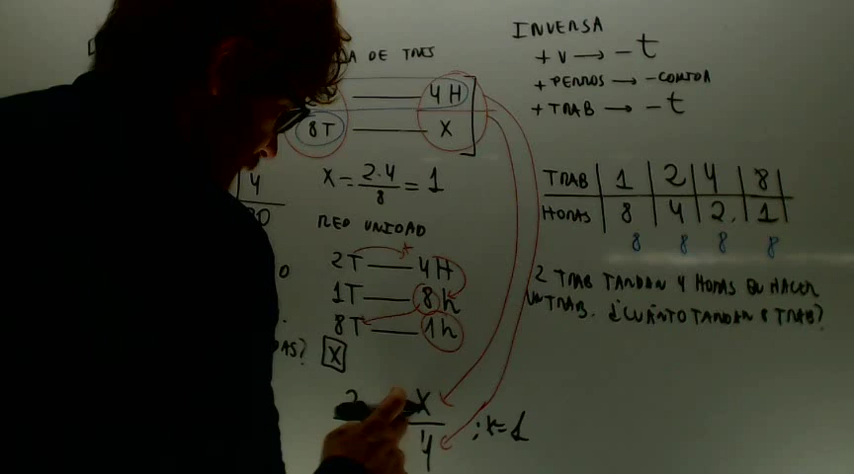 DE TRES
4H
8T X
4
X = 2.4 / 8 = 1
RED UNIDAD
2T 4H
1T 8h
8T 1h
X
X
4 ; X=1
INVERSA
+ V → - t
+ PERROS → - COMIDA
+ TRAB → - t
TRAB 1 2 4 8
HORAS 8 4 2. 1
8 8 8 8
2 TRAB TARDAN 4 HORAS EN HACER
UN TRAB. ¿CUÁNTO TARDAN 8 TRAB?